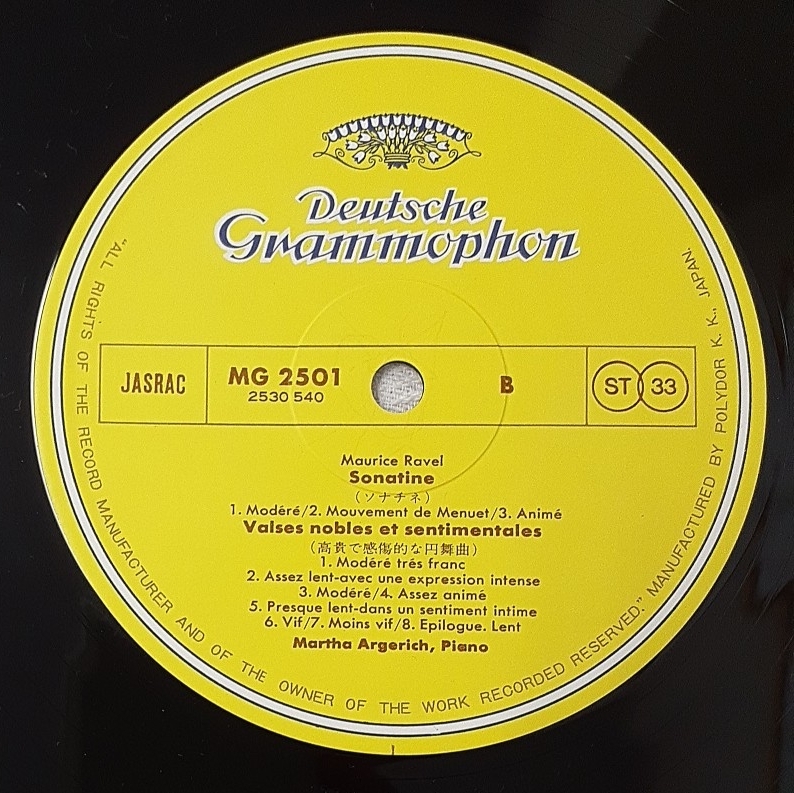 Deutsche
Grammophon
JASRAC
MG 2501
2530 540
B
ST 33
Maurice Ravel
Sonatine
(ソナチネ)
1. Modéré/2. Mouvement de Menuet/3. Animé
Valses nobles et sentimentales
(高貴で感傷的な円舞曲)
1. Modéré trés franc
2. Assez lent-avec une expression intense
3. Modéré/4. Assez animé
5. Presque lent-dans un sentiment intime
6. Vif/7. Moins vif/8. Epilogue. Lent
Martha Argerich, Piano
"ALL RIGHTS OF THE RECORD MANUFACTURER AND OF THE OWNER OF THE WORK RECORDED RESERVED." MANUFACTURED BY POLYDOR K. K., JAPAN.